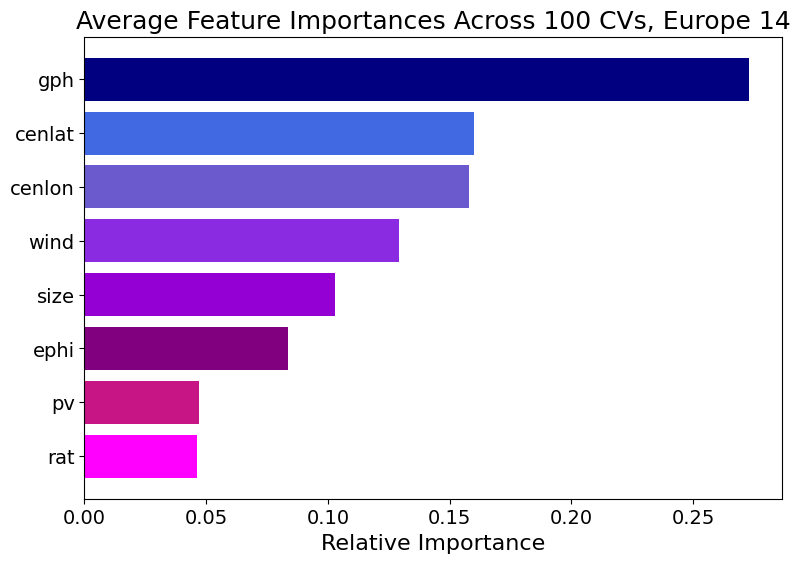 Average Feature Importances Across 100 CVs, Europe 14
gph
cenlat
cenlon
wind
size
ephi
pv
rat
0.00 0.05 0.10 0.15 0.20 0.25
Relative Importance